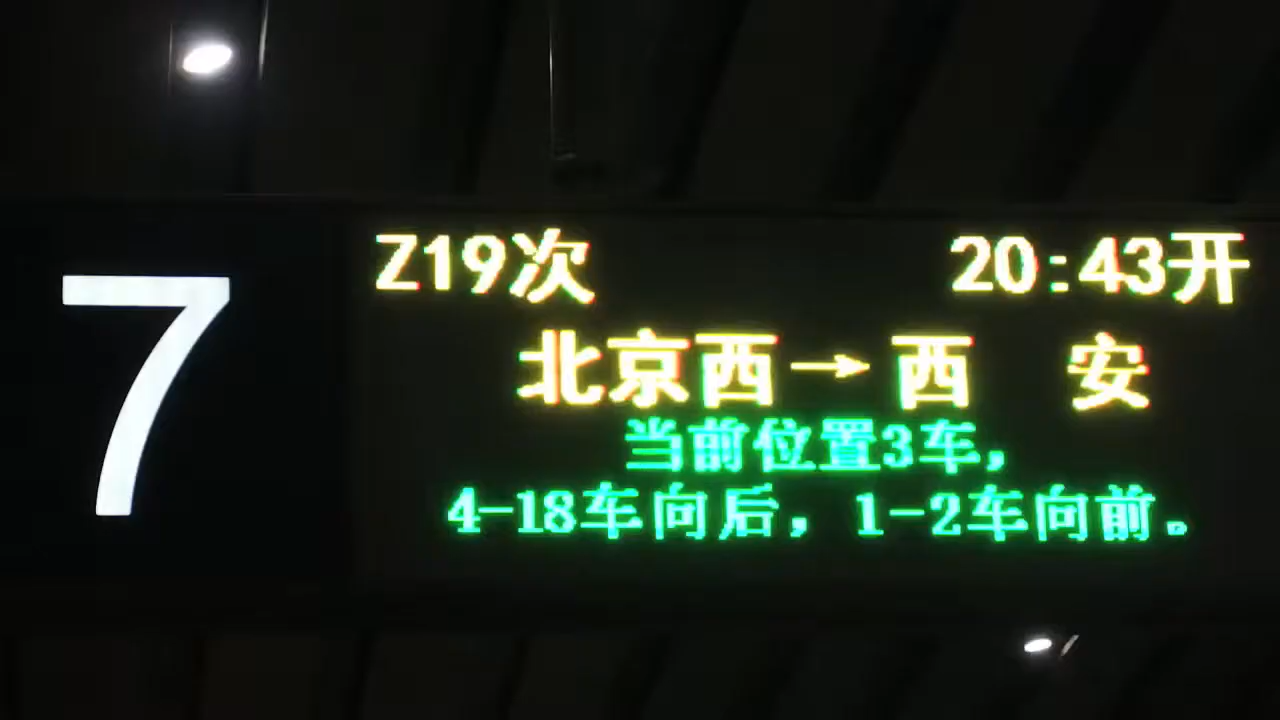 7
Z19次 20:43开
北京西→西 安
当前位置3车,
4-18车向后, 1-2车向前。